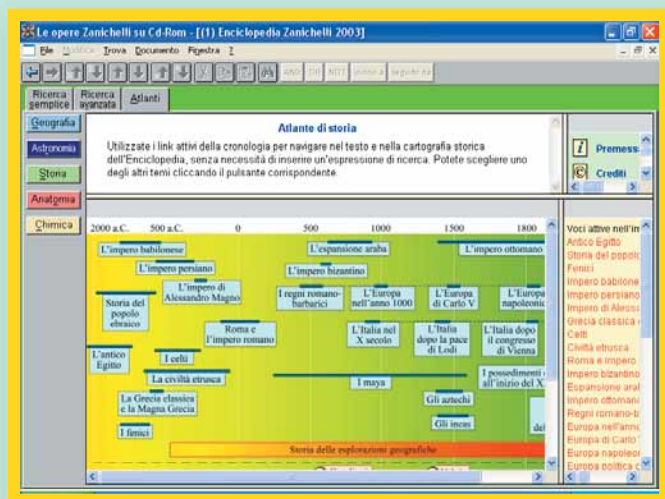 Le opere Zanichelli su Cd-Rom - [(1) Enciclopedia Zanichelli 2003]
File Modifica Trova Documento Finestra ?
AND OR NOT vicino a seguito da
Ricerca semplice
Ricerca avanzata
Atlanti
Geografia
Astronomia
Storia
Anatomia
Chimica
Atlante di storia
Utilizzate i link attivi della cronologia per navigare nel testo e nella cartografia storica
dell'Enciclopedia, senza necessità di inserire un'espressione di ricerca. Potete scegliere uno
degli altri temi cliccando il pulsante corrispondente.
Premess
Crediti
2000 a.C. 500 a.C. 0 500 1000 1500 1800
L'impero babilonese
L'espansione araba
L'impero ottomano
L'impero persiano
L'impero bizantino
L'impero di
Alessandro Magno
I regni romano-
barbarici
L'Europa
nell'anno 1000
L'Europa
di Carlo V
L'Europa
napoleonic
Storia del
popolo
ebraico
Roma e
l'impero romano
L'Italia nel
X secolo
L'Italia
dopo la pace
di Lodi
L'Italia dopo
il congresso
di Vienna
L'antico
Egitto
I celti
La civiltà etrusca
I maya
I possedimenti
all'inizio del X
La Grecia classica
e la Magna Grecia
Gli aztechi
I fenici
Gli incas
del
Storia delle esplorazioni geografiche
Voci attive nell'im
Antico Egitto
Storia del popolo
Fenici
Impero babilone
Impero persiano
Impero di Aless
Grecia classica
Celti
Civiltà etrusca
Roma e impero
Impero bizantino
Espansione aral
Impero ottoman
Regni romano-b
Europa nell'anno
Europa di Carlo
Europa napoleon
Europa politica